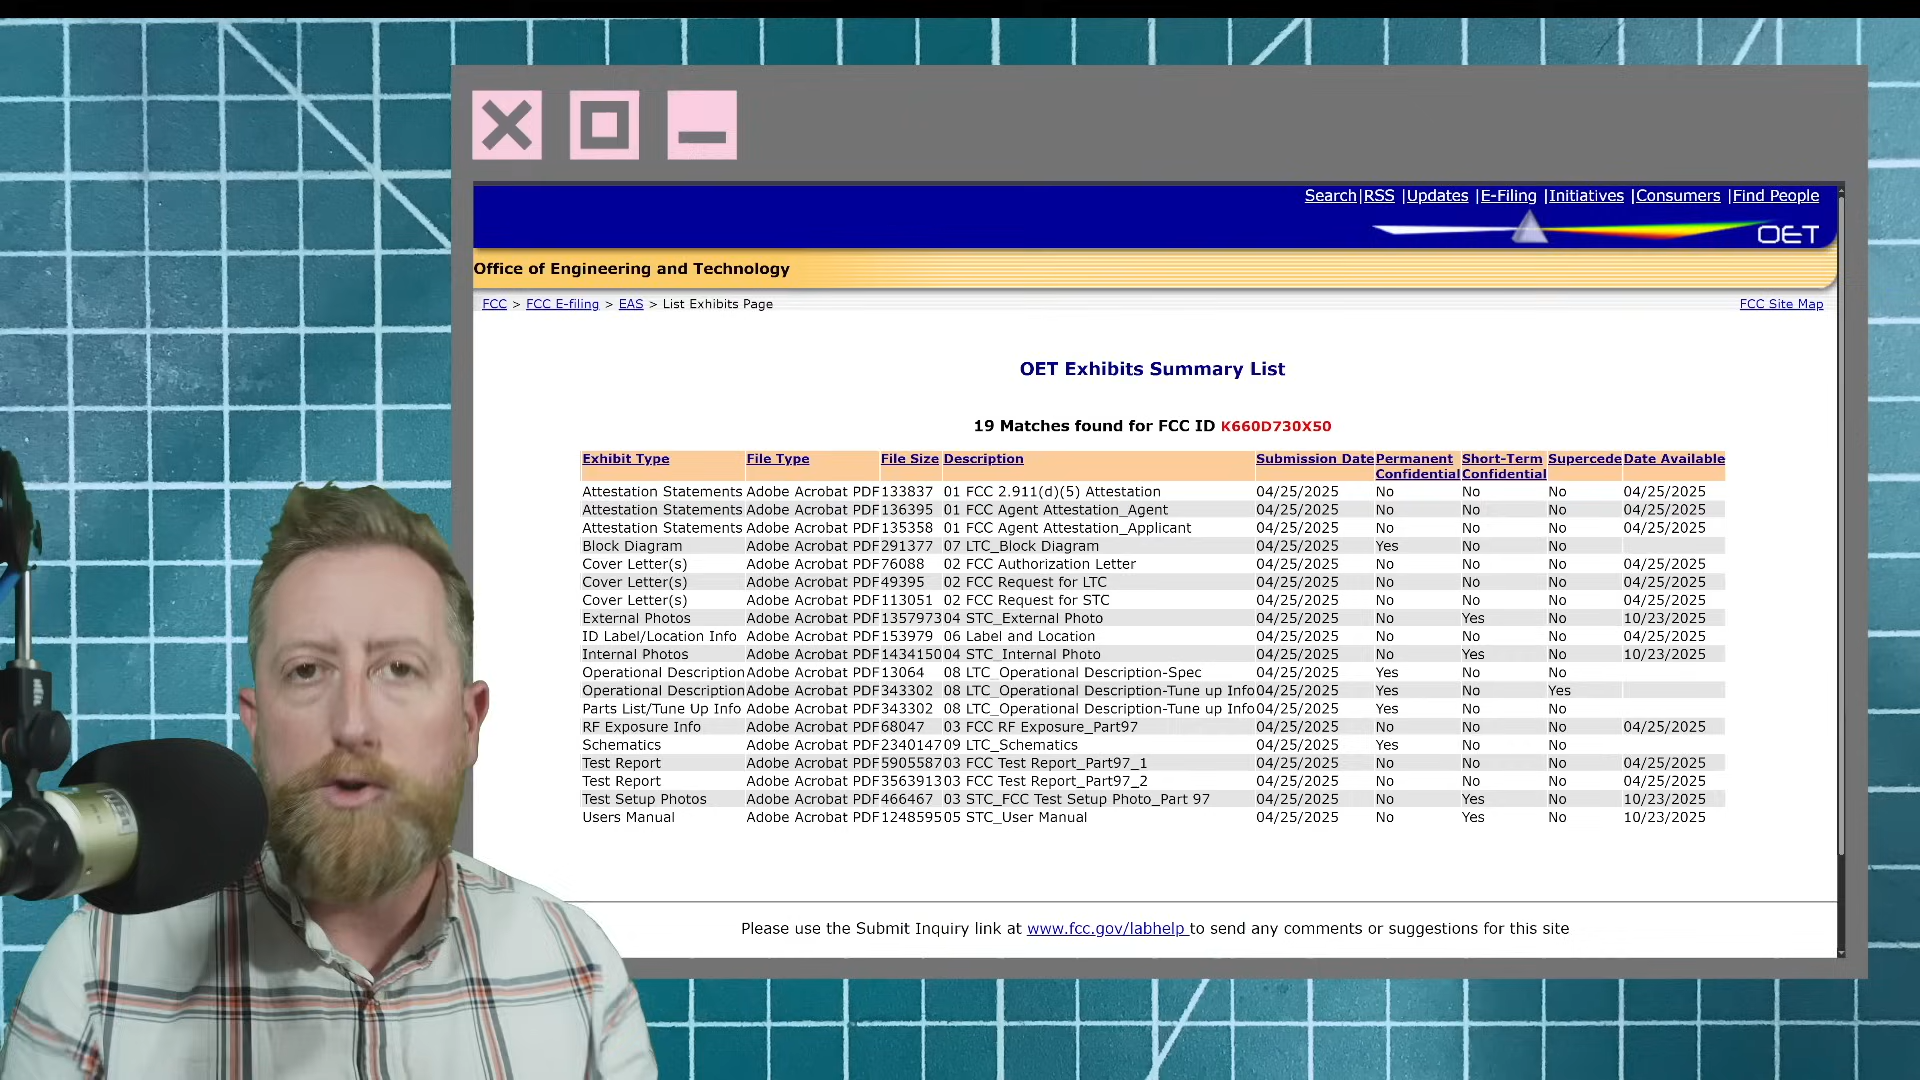 Search|RSS |Updates |E-Filing |Initiatives |Consumers |Find People
OET
Office of Engineering and Technology
FCC > FCC E-filing > EAS > List Exhibits Page FCC Site Map
OET Exhibits Summary List
19 Matches found for FCC ID K660D730X50
Exhibit Type File Type File Size Description Submission Date Permanent Confidential Short-Term Confidential Supercede Date Available
Attestation Statements Adobe Acrobat PDF 133837 01 FCC 2.911(d)(5) Attestation 04/25/2025 No No No 04/25/2025
Attestation Statements Adobe Acrobat PDF 136395 01 FCC Agent Attestation_Agent 04/25/2025 No No No 04/25/2025
Attestation Statements Adobe Acrobat PDF 135358 01 FCC Agent Attestation_Applicant 04/25/2025 No No No 04/25/2025
Block Diagram Adobe Acrobat PDF 291377 07 LTC_Block Diagram 04/25/2025 Yes No No
Cover Letter(s) Adobe Acrobat PDF 76088 02 FCC Authorization Letter 04/25/2025 No No No 04/25/2025
Cover Letter(s) Adobe Acrobat PDF 49395 02 FCC Request for LTC 04/25/2025 No No No 04/25/2025
Cover Letter(s) Adobe Acrobat PDF 113051 02 FCC Request for STC 04/25/2025 No No No 04/25/2025
External Photos Adobe Acrobat PDF 1357973 04 STC_External Photo 04/25/2025 No Yes No 10/23/2025
ID Label/Location Info Adobe Acrobat PDF 153979 06 Label and Location 04/25/2025 No No No 04/25/2025
Internal Photos Adobe Acrobat PDF 1434150 04 STC_Internal Photo 04/25/2025 No Yes No 10/23/2025
Operational Description Adobe Acrobat PDF 13064 08 LTC_Operational Description-Spec 04/25/2025 Yes No No
Operational Description Adobe Acrobat PDF 343302 08 LTC_Operational Description-Tune up Info 04/25/2025 Yes No Yes
Parts List/Tune Up Info Adobe Acrobat PDF 343302 08 LTC_Operational Description-Tune up Info 04/25/2025 Yes No No
RF Exposure Info Adobe Acrobat PDF 68047 03 FCC RF Exposure_Part97 04/25/2025 No No No 04/25/2025
Schematics Adobe Acrobat PDF 2340147 09 LTC_Schematics 04/25/2025 Yes No No
Test Report Adobe Acrobat PDF 5905587 03 FCC Test Report_Part97_1 04/25/2025 No No No 04/25/2025
Test Report Adobe Acrobat PDF 3563913 03 FCC Test Report_Part97_2 04/25/2025 No No No 04/25/2025
Test Setup Photos Adobe Acrobat PDF 466467 03 STC_FCC Test Setup Photo_Part 97 04/25/2025 No Yes No 10/23/2025
Users Manual Adobe Acrobat PDF 1248595 05 STC_User Manual 04/25/2025 No Yes No 10/23/2025
Please use the Submit Inquiry link at www.fcc.gov/labhelp to send any comments or suggestions for this site